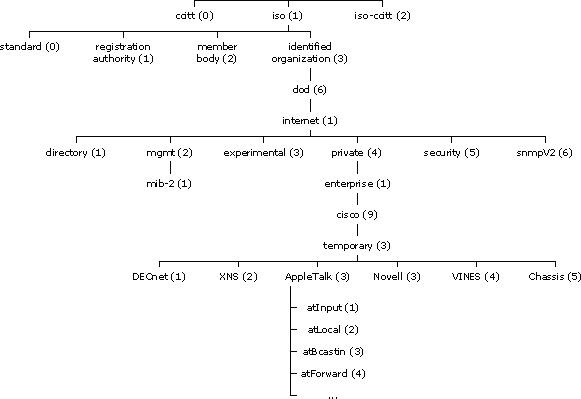 ccitt (0) iso (1) iso-ccitt (2)
standard (0) registration authority (1) member body (2) identified organization (3)
dod (6)
internet (1)
directory (1) mgmt (2) experimental (3) private (4) security (5) snmpV2 (6)
mib-2 (1) enterprise (1)
cisco (9)
temporary (3)
DECnet (1) XNS (2) AppleTalk (3) Novell (3) VINES (4) Chassis (5)
atInput (1)
atLocal (2)
atBcastin (3)
atForward (4)
...